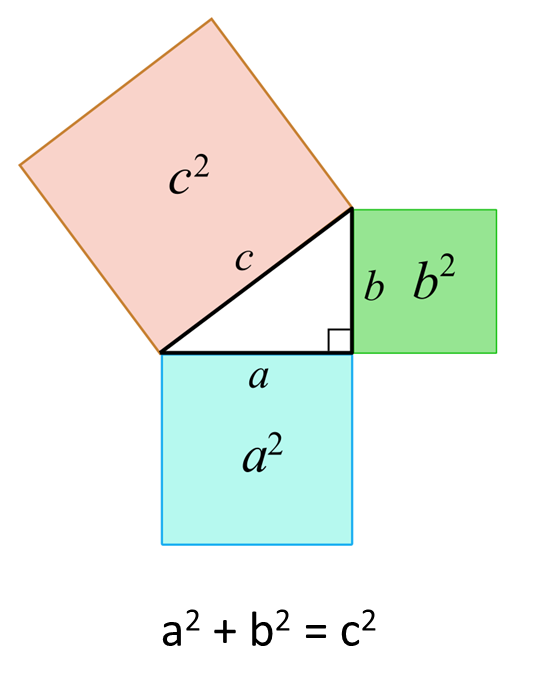 c²
c
b b²
a
a²
a² + b² = c²